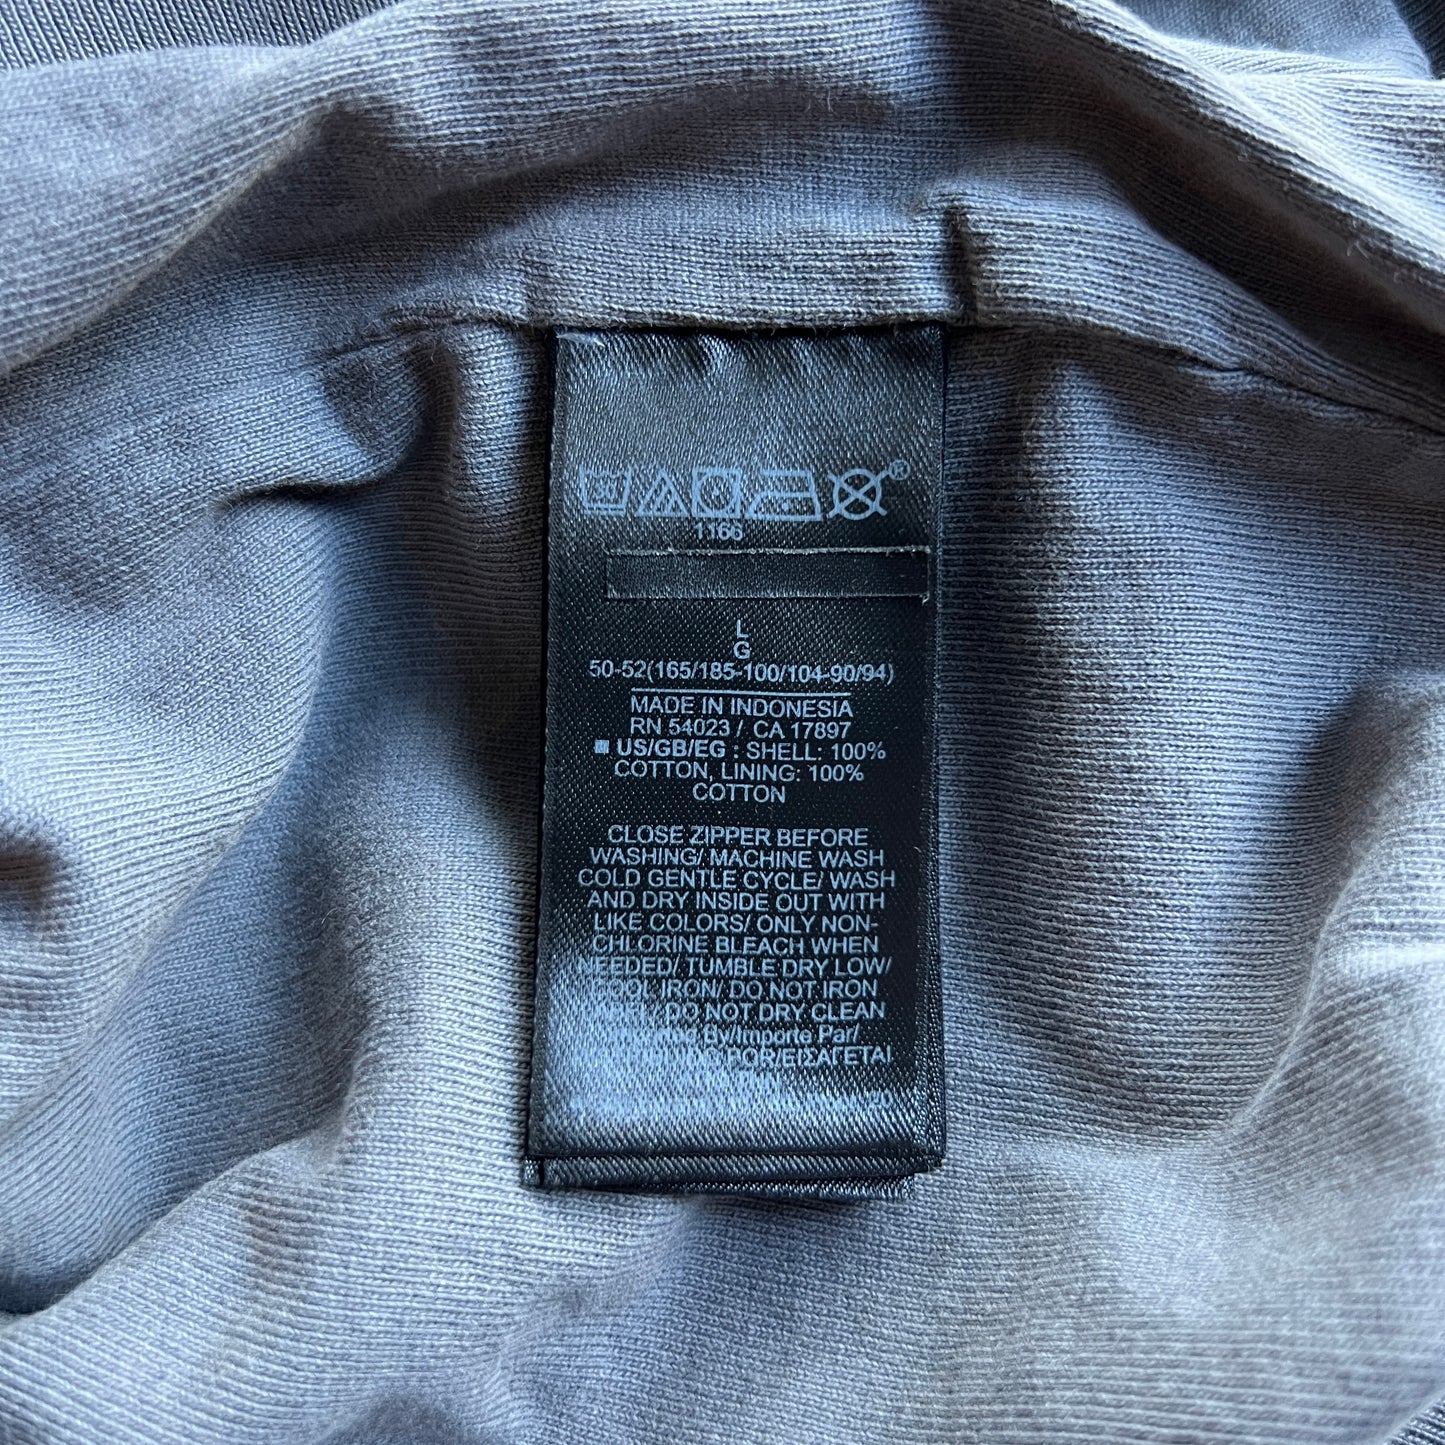 ®
1166
L
G
50-52(165/185-100/104-90/94)
MADE IN INDONESIA
RN 54023 / CA 17897
US/GB/EG : SHELL: 100%
COTTON, LINING: 100%
COTTON
CLOSE ZIPPER BEFORE
WASHING/ MACHINE WASH
COLD GENTLE CYCLE/ WASH
AND DRY INSIDE OUT WITH
LIKE COLORS/ ONLY NON-
CHLORINE BLEACH WHEN
NEEDED/ TUMBLE DRY LOW/
COOL IRON/ DO NOT IRON
DO NOT DRY CLEAN
By/Importe Par/
POR/ΕΙΣΑΓΕΤΑΙ